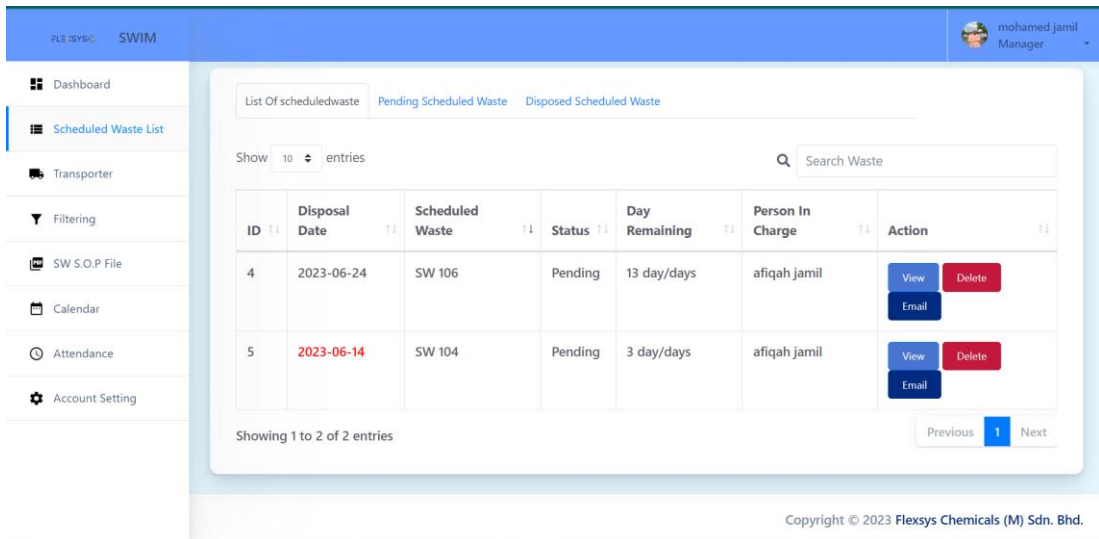 FLEXSYS SWIM
mohamed jamil
Manager
Dashboard
Scheduled Waste List
Transporter
Filtering
SW S.O.P File
Calendar
Attendance
Account Setting
List Of scheduledwaste Pending Scheduled Waste Disposed Scheduled Waste
Show 10 entries
Search Waste
ID Disposal Date Scheduled Waste Status Day Remaining Person In Charge Action
4 2023-06-24 SW 106 Pending 13 day/days afiqah jamil View Delete
Email
5 2023-06-14 SW 104 Pending 3 day/days afiqah jamil View Delete
Email
Showing 1 to 2 of 2 entries
Previous 1 Next
Copyright © 2023 Flexsys Chemicals (M) Sdn. Bhd.